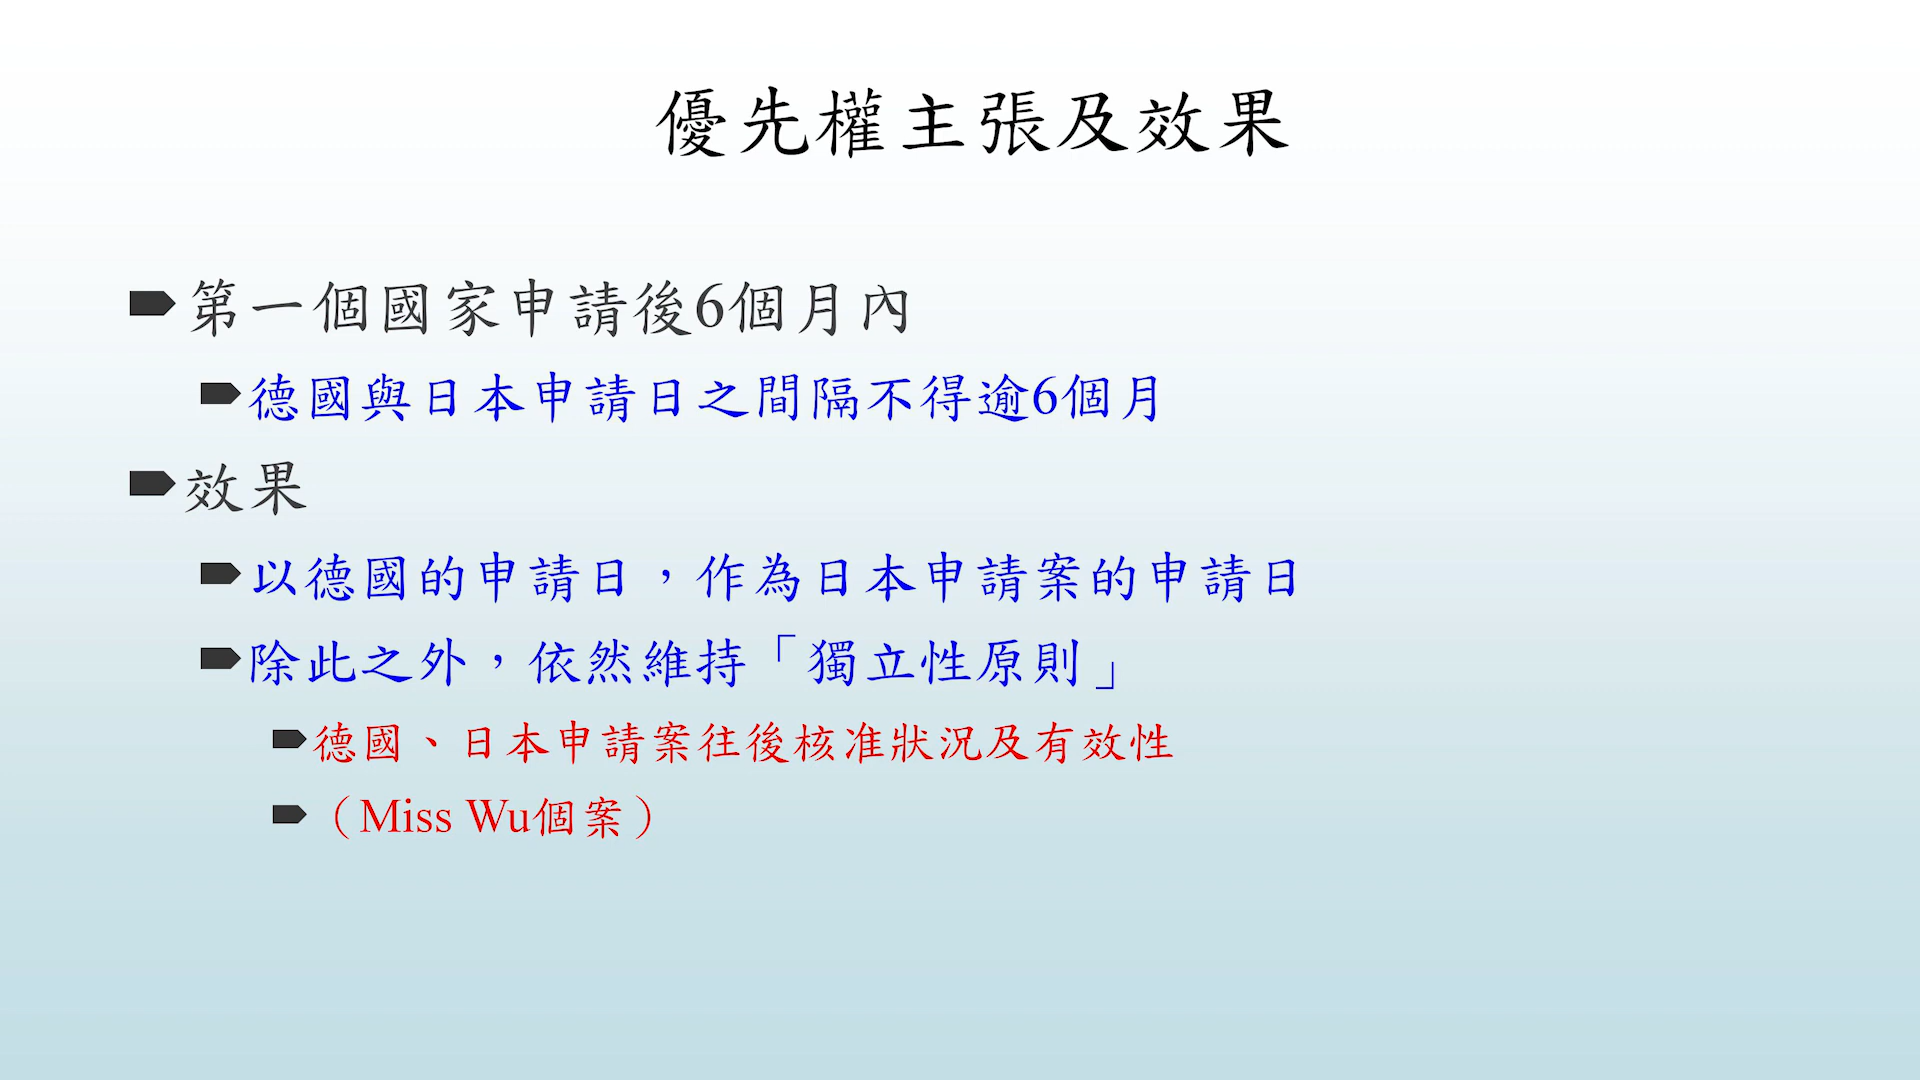 優先權主張及效果
第一個國家申請後6個月內
德國與日本申請日之間隔不得逾6個月
效果
以德國的申請日，作為日本申請案的申請日
除此之外，依然維持「獨立性原則」
德國、日本申請案往後核准狀況及有效性
（Miss Wu個案）